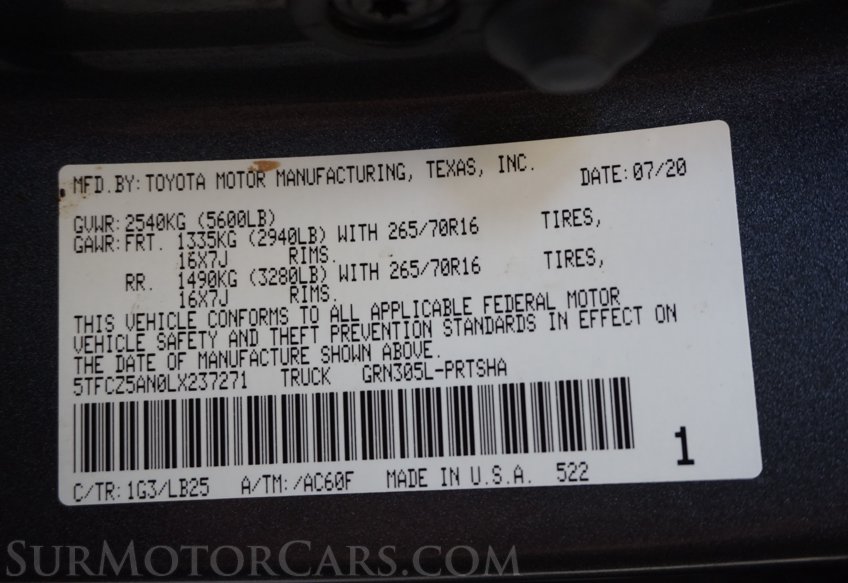 MFD.BY: TOYOTA MOTOR MANUFACTURING, TEXAS, INC. DATE: 07/20
GVWR: 2540KG (5600LB)
GAWR: FRT. 1335KG (2940LB) WITH 265/70R16 TIRES,
16X7J RIMS.
RR. 1490KG (3280LB) WITH 265/70R16 TIRES,
16X7J RIMS.
THIS VEHICLE CONFORMS TO ALL APPLICABLE FEDERAL MOTOR
VEHICLE SAFETY AND THEFT PREVENTION STANDARDS IN EFFECT ON
THE DATE OF MANUFACTURE SHOWN ABOVE.
5TFCZ5AN0LX237271 TRUCK GRN305L-PRTSHA
1
C/TR: 1G3/LB25 A/TM: /AC60F MADE IN U.S.A. 522
SURMOTORCARS.COM